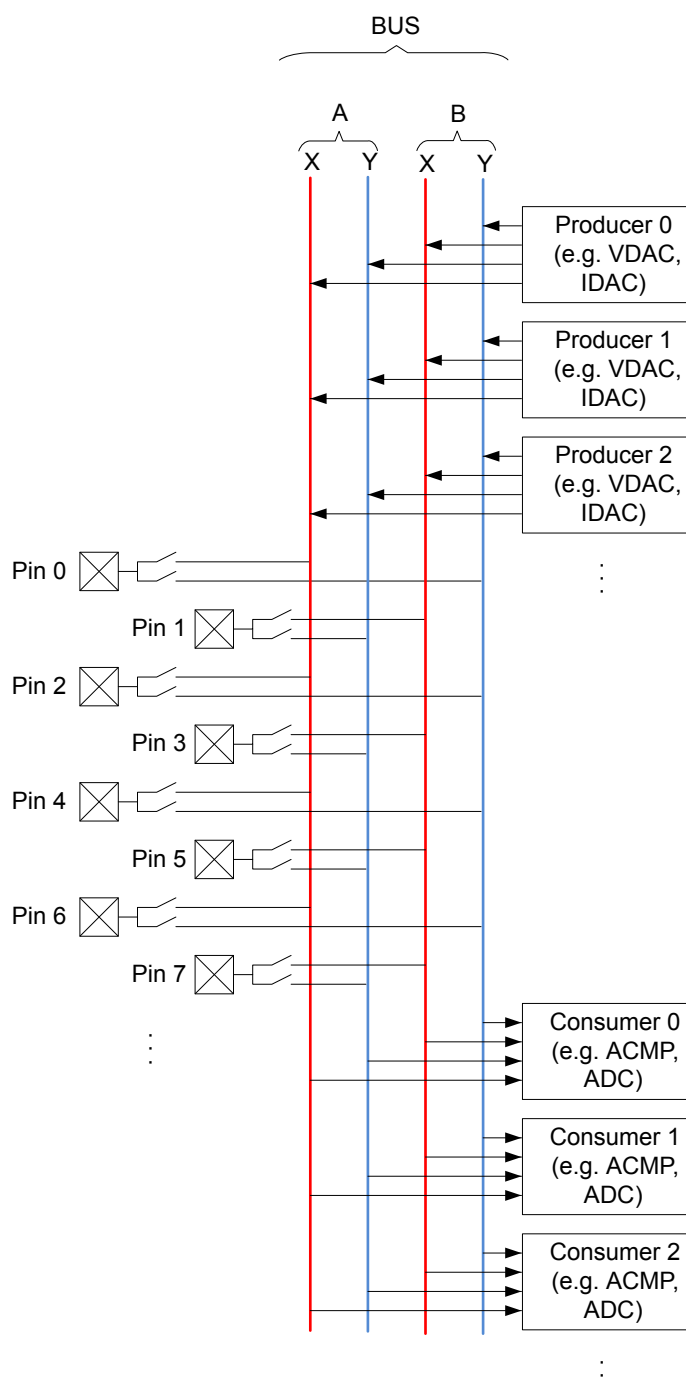 BUS
A B
X Y X Y
Producer 0
(e.g. VDAC,
IDAC)
Producer 1
(e.g. VDAC,
IDAC)
Producer 2
(e.g. VDAC,
IDAC)
Pin 0
Pin 1
Pin 2
Pin 3
Pin 4
Pin 5
Pin 6
Pin 7
Consumer 0
(e.g. ACMP,
ADC)
Consumer 1
(e.g. ACMP,
ADC)
Consumer 2
(e.g. ACMP,
ADC)